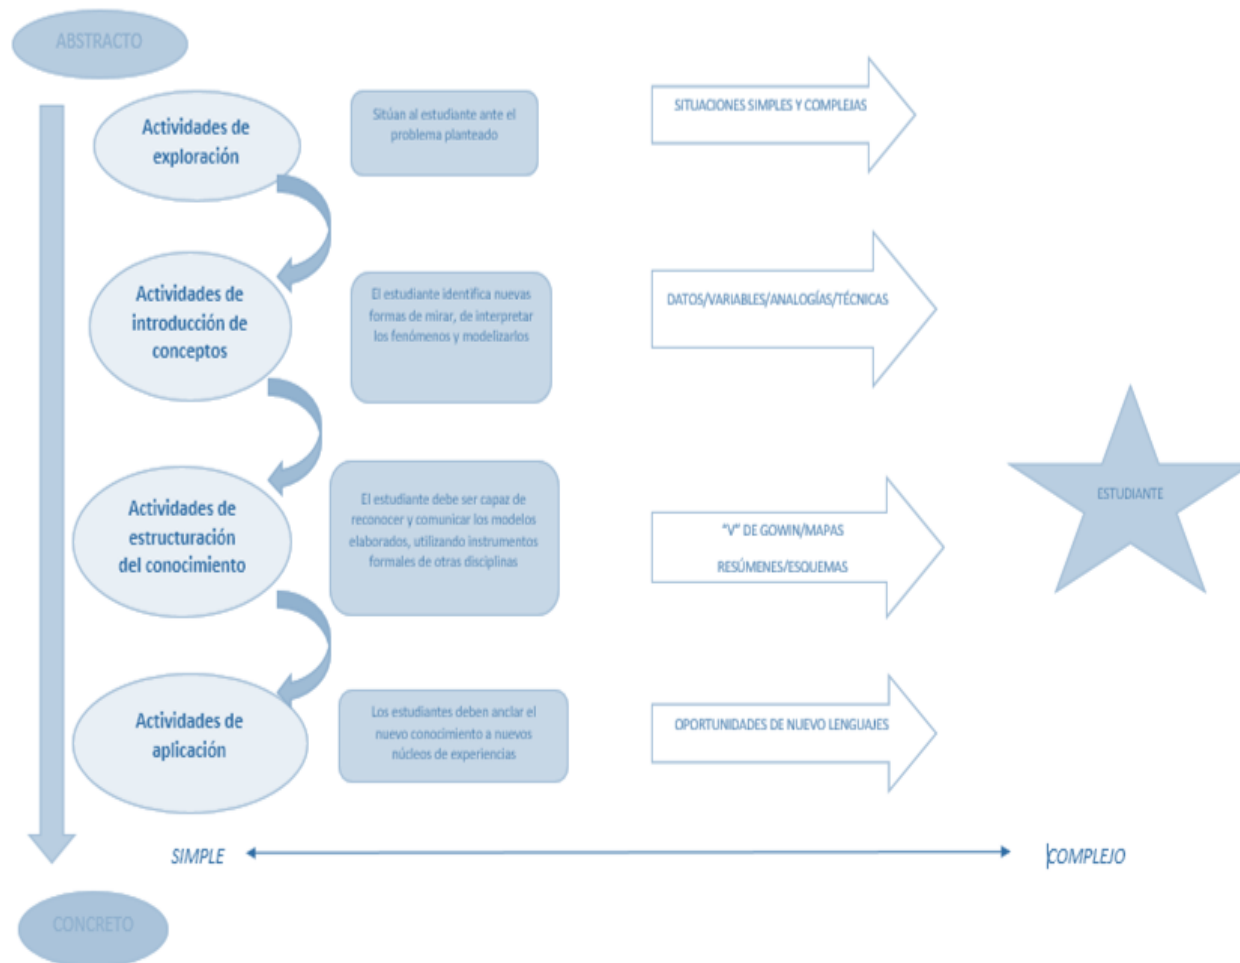 ABSTRACTO
Actividades de
exploración
Sitúan al estudiante ante el
problema planteado
SITUACIONES SIMPLES Y COMPLEJAS
Actividades de
introducción de
conceptos
El estudiante identifica nuevas
formas de mirar, de interpretar
los fenómenos y modelizarlos
DATOS/VARIABLES/ANALOGÍAS/TÉCNICAS
Actividades de
estructuración
del conocimiento
El estudiante debe ser capaz de
reconocer y comunicar los modelos
elaborados, utilizando instrumentos
formales de otras disciplinas
"V" DE GOWIN/MAPAS
RESÚMENES/ESQUEMAS
ESTUDIANTE
Actividades de
aplicación
Los estudiantes deben anclar el
nuevo conocimiento a nuevos
núcleos de experiencias
OPORTUNIDADES DE NUEVO LENGUAJES
SIMPLE
COMPLEJO
CONCRETO